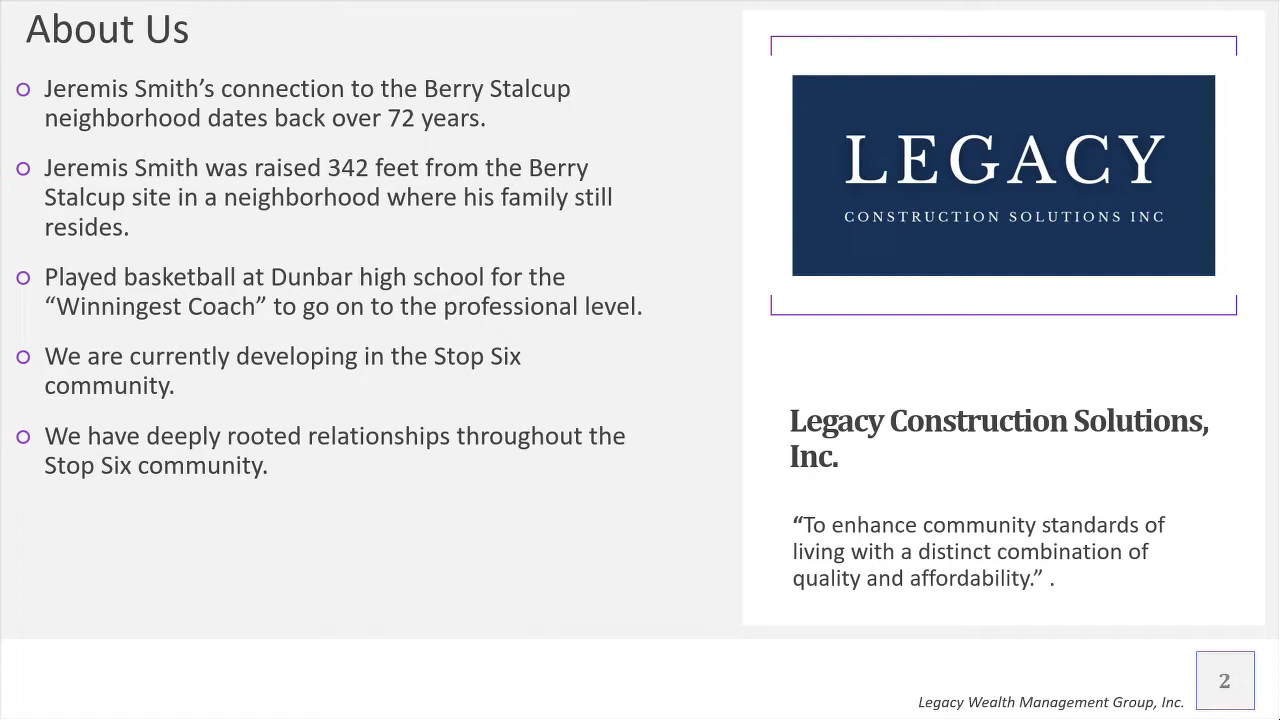 About Us
Jeremis Smith’s connection to the Berry Stalcup
neighborhood dates back over 72 years.
Jeremis Smith was raised 342 feet from the Berry
Stalcup site in a neighborhood where his family still
resides.
Played basketball at Dunbar high school for the
“Winningest Coach” to go on to the professional level.
We are currently developing in the Stop Six
community.
We have deeply rooted relationships throughout the
Stop Six community.
LEGACY
CONSTRUCTION SOLUTIONS INC
Legacy Construction Solutions,
Inc.
“To enhance community standards of
living with a distinct combination of
quality and affordability.” .
Legacy Wealth Management Group, Inc.
2